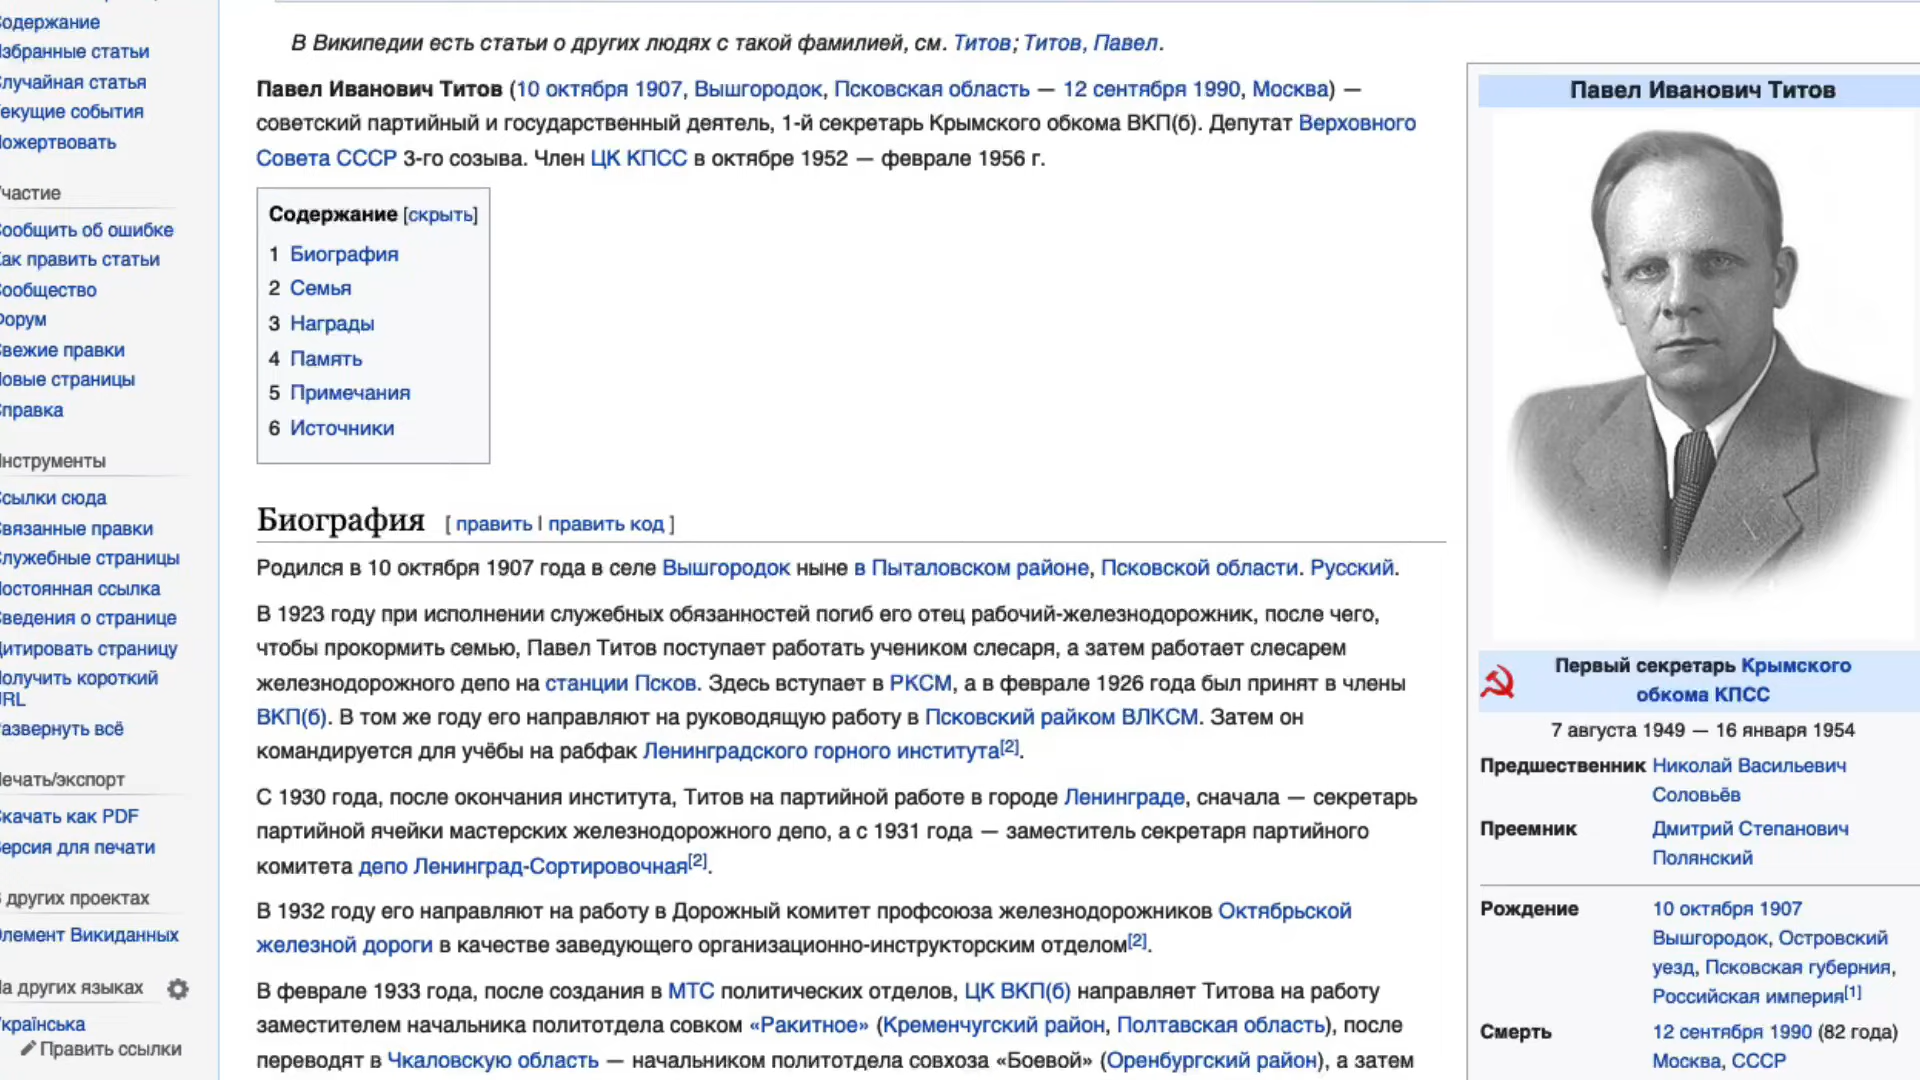 одержание
збранные статьи
лучайная статья
екущие события
ожертвовать
частие
ообщить об ошибке
ак править статьи
ообщество
орум
вежие правки
овые страницы
правка
нструменты
сылки сюда
вязанные правки
лужебные страницы
остоянная ссылка
ведения о странице
итировать страницу
олучить короткий
RL
азвернуть всё
ечать/экспорт
качать как PDF
ерсия для печати
других проектах
лемент Викиданных
а других языках
країнська
Править ссылки
В Википедии есть статьи о других людях с такой фамилией, см. Титов; Титов, Павел.
Павел Иванович Титов (10 октября 1907, Вышгородок, Псковская область — 12 сентября 1990, Москва) —
советский партийный и государственный деятель, 1-й секретарь Крымского обкома ВКП(б). Депутат Верховного
Совета СССР 3-го созыва. Член ЦК КПСС в октябре 1952 — феврале 1956 г.
Содержание [скрыть]
1 Биография
2 Семья
3 Награды
4 Память
5 Примечания
6 Источники
Биография [ править | править код ]
Родился в 10 октября 1907 года в селе Вышгородок ныне в Пыталовском районе, Псковской области. Русский.
В 1923 году при исполнении служебных обязанностей погиб его отец рабочий-железнодорожник, после чего,
чтобы прокормить семью, Павел Титов поступает работать учеником слесаря, а затем работает слесарем
железнодорожного депо на станции Псков. Здесь вступает в РКСМ, а в феврале 1926 года был принят в члены
ВКП(б). В том же году его направляют на руководящую работу в Псковский райком ВЛКСМ. Затем он
командируется для учёбы на рабфак Ленинградского горного института[2].
С 1930 года, после окончания института, Титов на партийной работе в городе Ленинграде, сначала — секретарь
партийной ячейки мастерских железнодорожного депо, а с 1931 года — заместитель секретаря партийного
комитета депо Ленинград-Сортировочная[2].
В 1932 году его направляют на работу в Дорожный комитет профсоюза железнодорожников Октябрьской
железной дороги в качестве заведующего организационно-инструкторским отделом[2].
В феврале 1933 года, после создания в МТС политических отделов, ЦК ВКП(б) направляет Титова на работу
заместителем начальника политотдела совком «Ракитное» (Кременчугский район, Полтавская область), после
переводят в Чкаловскую область — начальником политотдела совхоза «Боевой» (Оренбургский район), а затем
Павел Иванович Титов
Первый секретарь Крымского
обкома КПСС
7 августа 1949 — 16 января 1954
Предшественник Николай Васильевич
Соловьёв
Преемник Дмитрий Степанович
Полянский
Рождение 10 октября 1907
Вышгородок, Островский
уезд, Псковская губерния,
Российская империя[1]
Смерть 12 сентября 1990 (82 года)
Москва, СССР